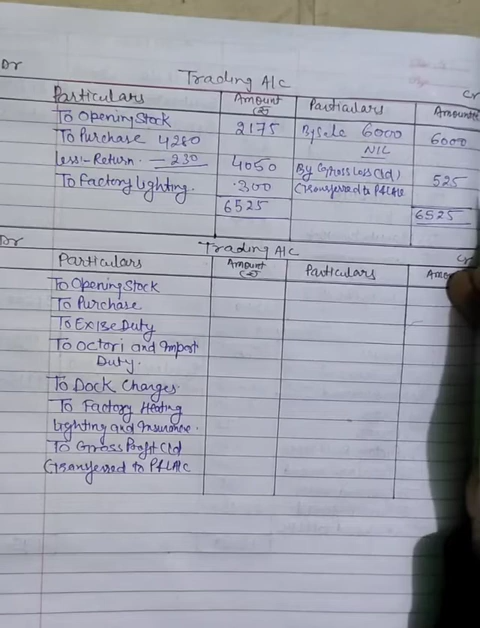 Dr Trading A/c Cr
Particulars Amount (₹) Particulars Amount
To Opening Stock 2175 By Sale 6000 6000
To Purchase 4280 NIL
Less:- Return. — 230 4050 By Gross Loss C/d)
To Factory Lighting. 300 (Transferred to P&L A/c 525
6525 6525
Dr Trading A/c Cr
Particulars Amount (₹) Particulars Amo
To Opening Stock
To Purchase
To Exise Duty
To Octori and Impost
Duty.
To Dock Charges.
To Factory Heating
Lighting and Insurance.
To Gross Profit C/d
(Transferred to P&L A/c